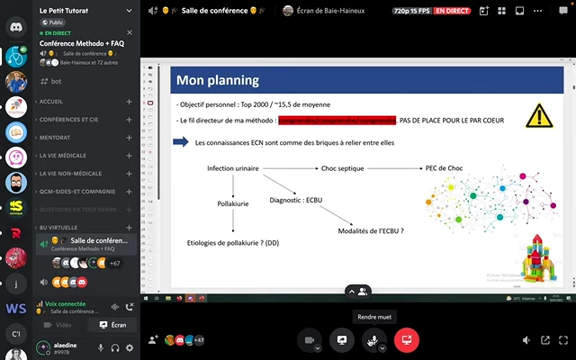 Le Petit Tutorat
Public
EN DIRECT
Conférence Methodo + FAQ
Salle de conférence
Baie-Haineux et 72 autres
bot
ACCUEIL
CONFÉRENCES ET CIE
MENTORAT
LA VIE MÉDICALE
LA VIE NON-MÉDICALE
QCM-SIDES-ET-COMPAGNIE
BU VIRTUELLE
Salle de conféren...
Conférence Methodo + FAQ
+67
Voix connectée
Salle de conférence
Vidéo
Écran
alaedine
#9978
Salle de conférence
Écran de Baie-Haineux
720p 15 FPS
EN DIRECT
Mon planning
- Objectif personnel : Top 2000 / ~15,5 de moyenne
- Le fil directeur de ma méthodo : PAS DE PLACE POUR LE PAR COEUR
Les connaissances ECN sont comme des briques à relier entre elles
Infection urinaire
Choc septique
PEC de Choc
Pollakiurie
Diagnostic : ECBU
Modalités de l'ECBU ?
Etiologies de pollakiurie ? (DD)
Rendre muet
+67
WS
C'I